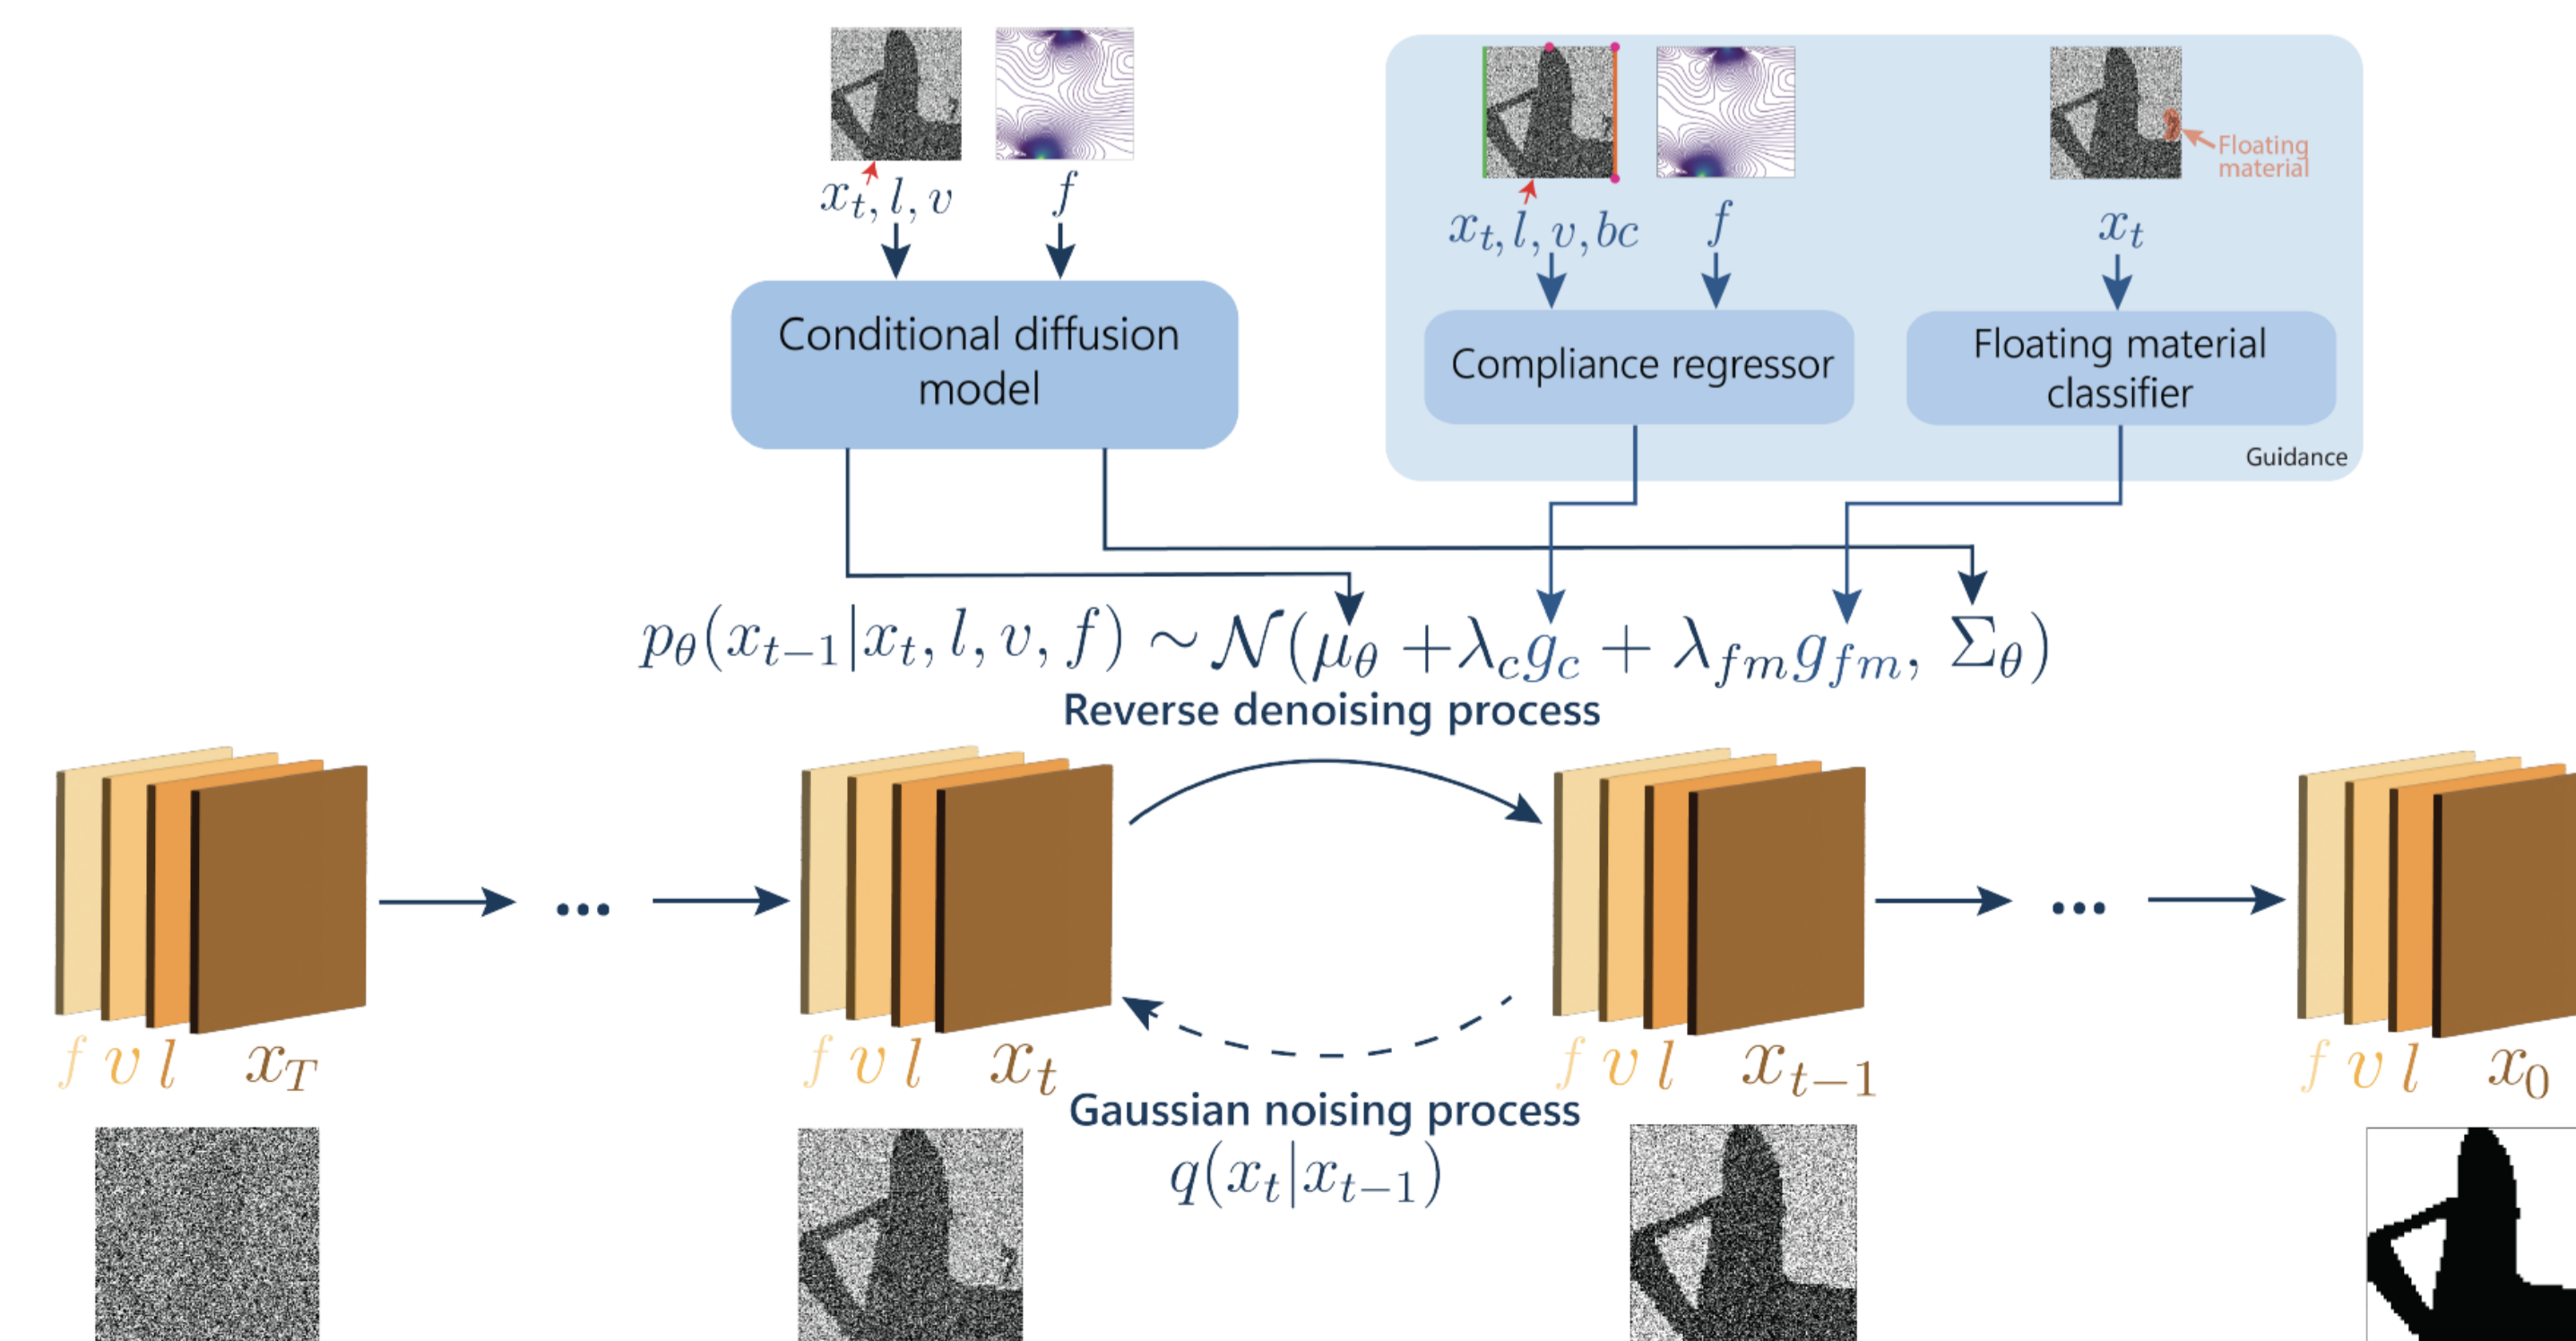 x_t, l, v
f
x_t, l, v, bc
f
x_t
Floating
material
Conditional diffusion
model
Compliance regressor
Floating material
classifier
Guidance
p_θ(x_{t−1}|x_t, l, v, f) ∼ 𝒩(μ_θ +λ_c g_c + λ_{fm} g_{fm}, Σ_θ)
Reverse denoising process
...
...
f v l x_T
f v l x_t
f v l x_{t−1}
f v l x_0
Gaussian noising process
q(x_t|x_{t−1})